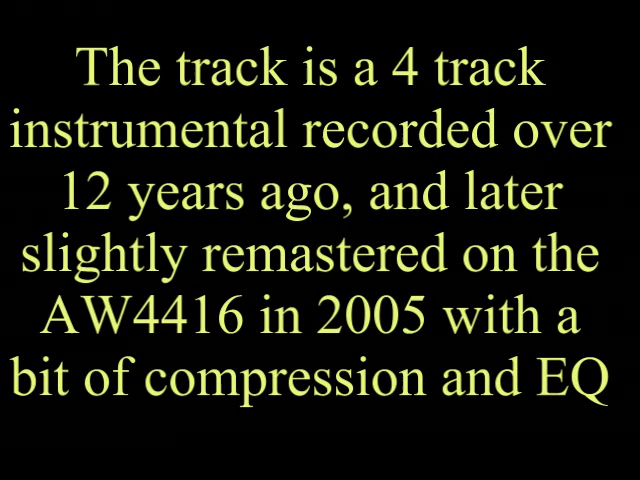 The track is a 4 track
instrumental recorded over
12 years ago, and later
slightly remastered on the
AW4416 in 2005 with a
bit of compression and EQ